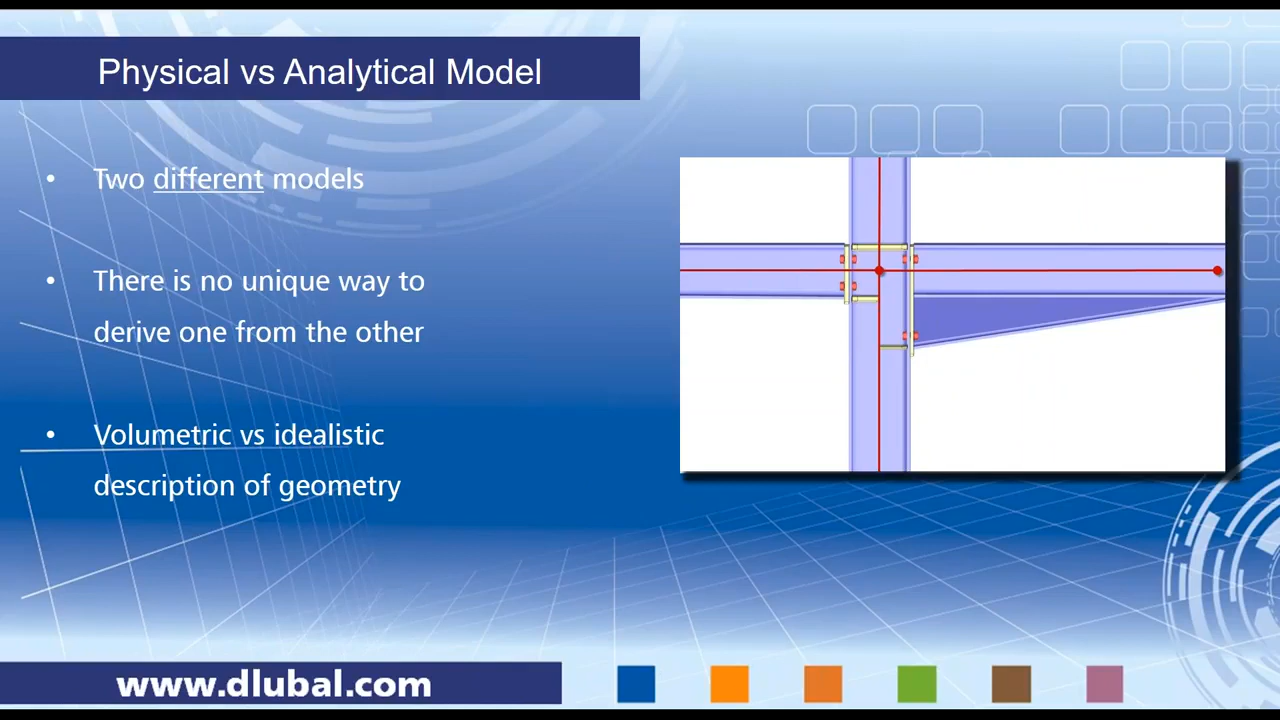 Physical vs Analytical Model
• Two different models
• There is no unique way to
derive one from the other
• Volumetric vs idealistic
description of geometry
www.dlubal.com